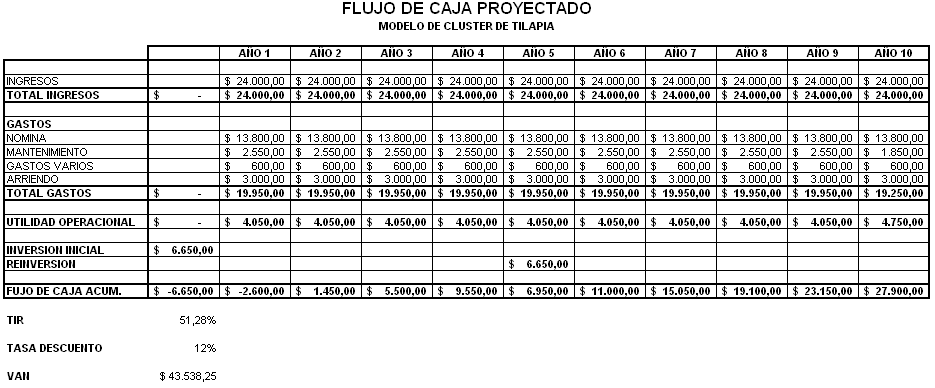 FLUJO DE CAJA PROYECTADO
MODELO DE CLUSTER DE TILAPIA
AÑO 1 AÑO 2 AÑO 3 AÑO 4 AÑO 5 AÑO 6 AÑO 7 AÑO 8 AÑO 9 AÑO 10
INGRESOS $ 24.000,00 $ 24.000,00 $ 24.000,00 $ 24.000,00 $ 24.000,00 $ 24.000,00 $ 24.000,00 $ 24.000,00 $ 24.000,00 $ 24.000,00
TOTAL INGRESOS $ - $ 24.000,00 $ 24.000,00 $ 24.000,00 $ 24.000,00 $ 24.000,00 $ 24.000,00 $ 24.000,00 $ 24.000,00 $ 24.000,00 $ 24.000,00
GASTOS
NOMINA $ 13.800,00 $ 13.800,00 $ 13.800,00 $ 13.800,00 $ 13.800,00 $ 13.800,00 $ 13.800,00 $ 13.800,00 $ 13.800,00 $ 13.800,00
MANTENIMIENTO $ 2.550,00 $ 2.550,00 $ 2.550,00 $ 2.550,00 $ 2.550,00 $ 2.550,00 $ 2.550,00 $ 2.550,00 $ 2.550,00 $ 1.850,00
GASTOS VARIOS $ 600,00 $ 600,00 $ 600,00 $ 600,00 $ 600,00 $ 600,00 $ 600,00 $ 600,00 $ 600,00 $ 600,00
ARRIENDO $ 3.000,00 $ 3.000,00 $ 3.000,00 $ 3.000,00 $ 3.000,00 $ 3.000,00 $ 3.000,00 $ 3.000,00 $ 3.000,00 $ 3.000,00
TOTAL GASTOS $ - $ 19.950,00 $ 19.950,00 $ 19.950,00 $ 19.950,00 $ 19.950,00 $ 19.950,00 $ 19.950,00 $ 19.950,00 $ 19.950,00 $ 19.250,00
UTILIDAD OPERACIONAL $ - $ 4.050,00 $ 4.050,00 $ 4.050,00 $ 4.050,00 $ 4.050,00 $ 4.050,00 $ 4.050,00 $ 4.050,00 $ 4.050,00 $ 4.750,00
INVERSION INICIAL $ 6.650,00
REINVERSION $ 6.650,00
FUJO DE CAJA ACUM. $ -6.650,00 $ -2.600,00 $ 1.450,00 $ 5.500,00 $ 9.550,00 $ 6.950,00 $ 11.000,00 $ 15.050,00 $ 19.100,00 $ 23.150,00 $ 27.900,00
TIR 51,28%
TASA DESCUENTO 12%
VAN $ 43.538,25